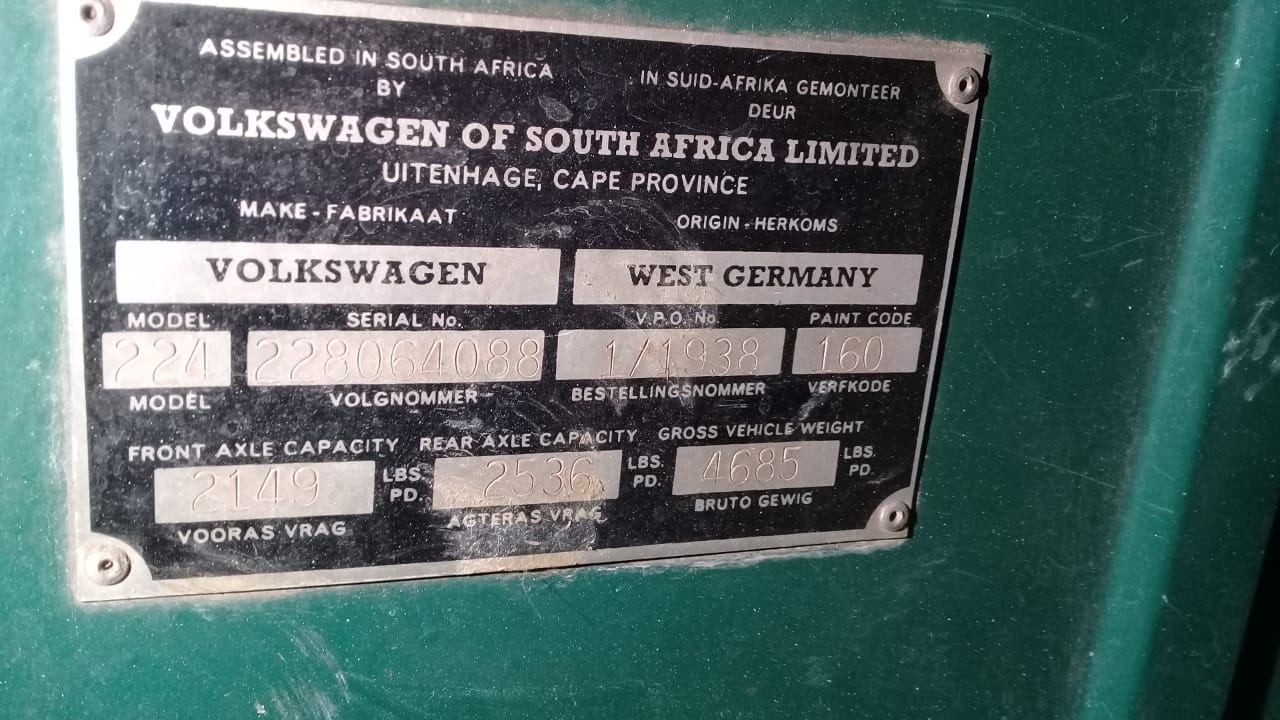 ASSEMBLED IN SOUTH AFRICA IN SUID-AFRIKA GEMONTEER
BY DEUR
VOLKSWAGEN OF SOUTH AFRICA LIMITED
UITENHAGE, CAPE PROVINCE
MAKE - FABRIKAAT ORIGIN - HERKOMS
VOLKSWAGEN WEST GERMANY
MODEL SERIAL No. V.P.O. No. PAINT CODE
224 228064088 1/1938 160
MODEL VOLGNOMMER BESTELLINGSNOMMER VERFKODE
FRONT AXLE CAPACITY REAR AXLE CAPACITY GROSS VEHICLE WEIGHT
2149 LBS. PD. 2536 LBS. PD. 4685 LBS. PD.
VOORAS VRAG AGTERAS VRAG BRUTO GEWIG